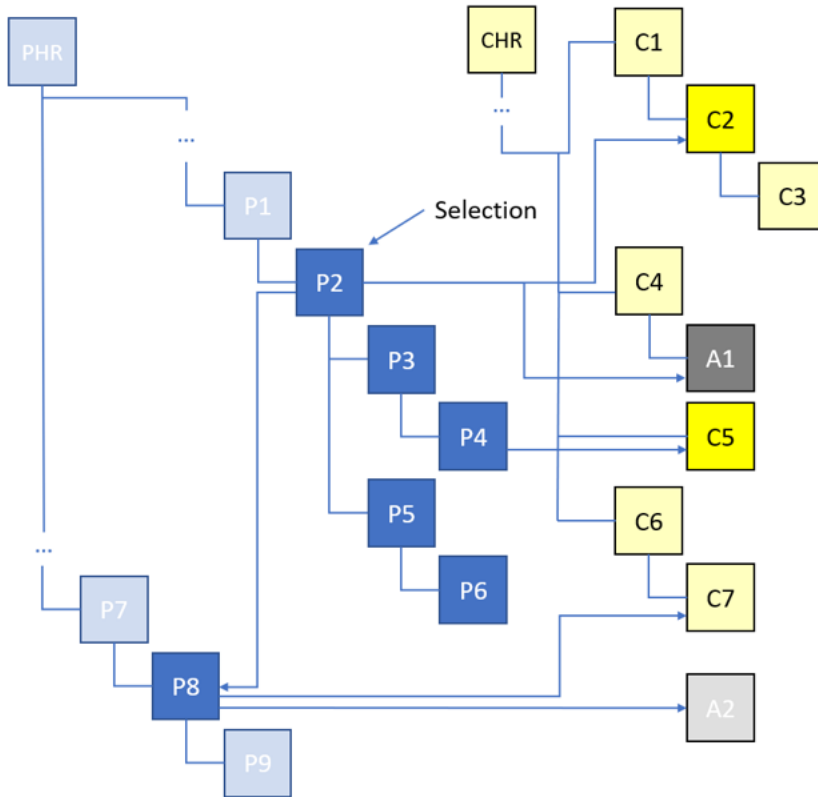 PHR
CHR
C1
...
...
C2
C3
P1
Selection
P2
C4
P3
A1
P4
C5
P5
C6
...
P6
C7
P7
P8
A2
P9